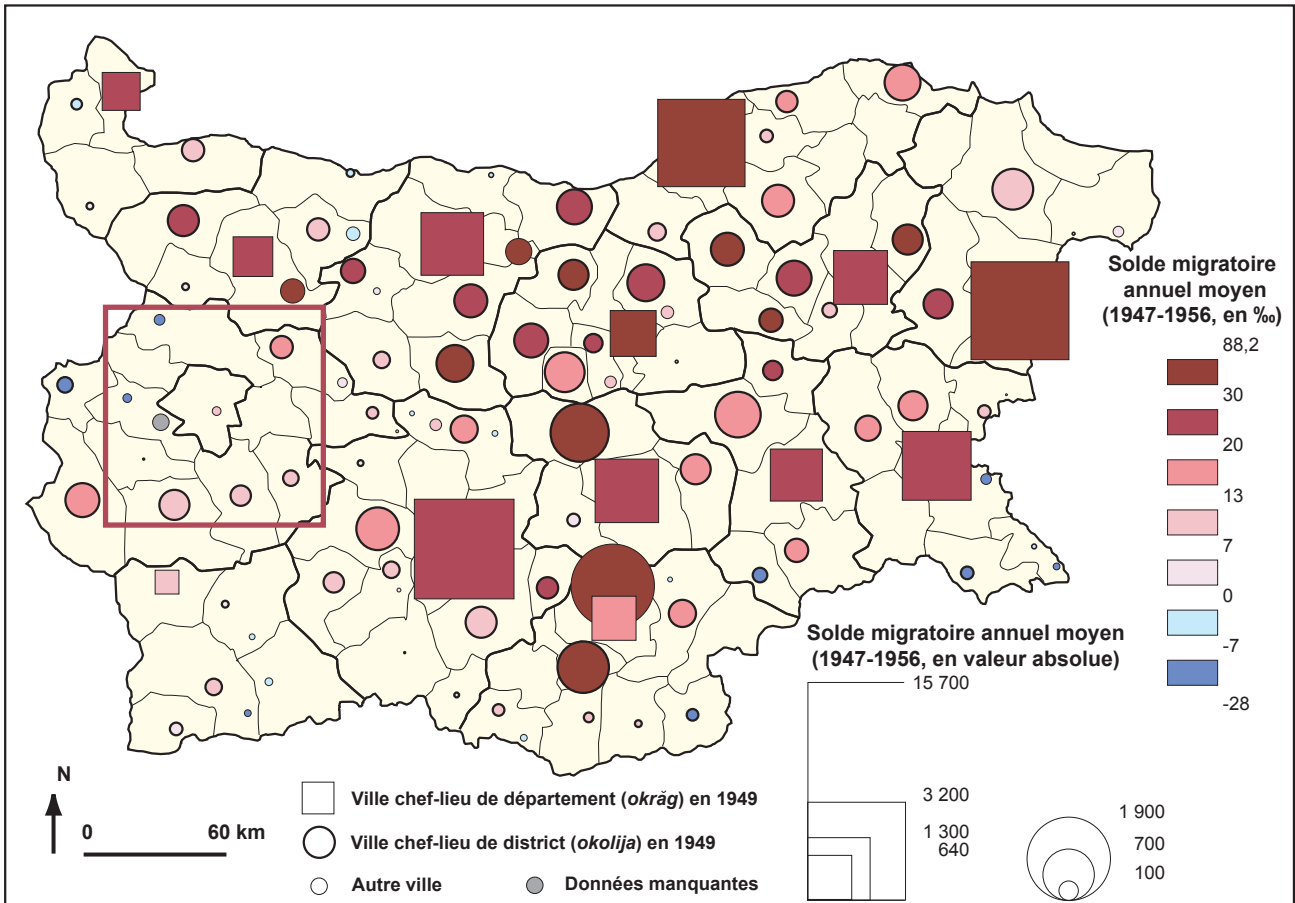 Solde migratoire
annuel moyen
(1947-1956, en ‰)
88,2
30
20
13
7
0
-7
-28
Solde migratoire annuel moyen
(1947-1956, en valeur absolue)
15 700
3 200
1 300
640
1 900
700
100
N
0 60 km
Ville chef-lieu de département (okrăg) en 1949
Ville chef-lieu de district (okolija) en 1949
Autre ville
Données manquantes